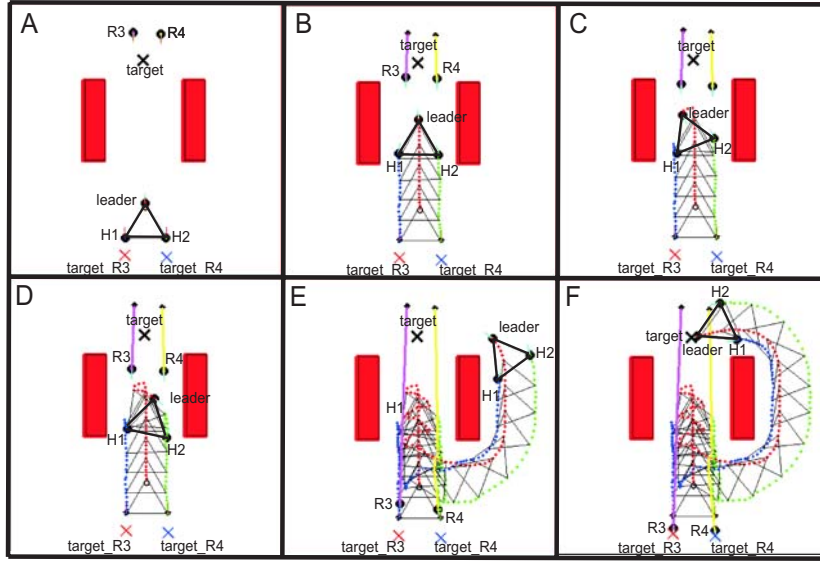 A
R3 R4
target
leader
H1 H2
target_R3 target_R4
B
target
R3 R4
leader
H1 H2
target_R3 target_R4
C
target
leader
H1 H2
target_R3 target_R4
D
target
R3 R4
leader
H1 H2
target_R3 target_R4
E
target
leader
H2
H1
H1
R3 R4
target_R3 target_R4
F
H2
target
leader H1
R3 R4
target_R3 target_R4